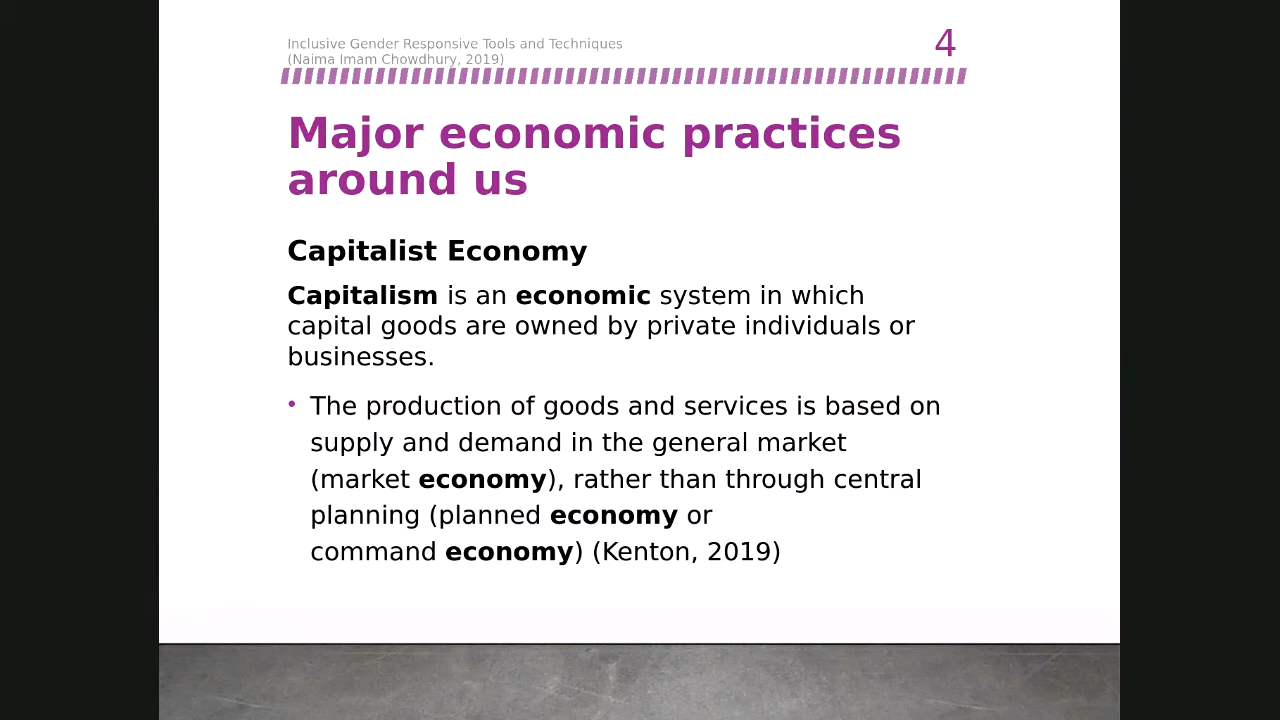 Inclusive Gender Responsive Tools and Techniques
(Naima Imam Chowdhury, 2019)
4
Major economic practices
around us
Capitalist Economy
Capitalism is an economic system in which
capital goods are owned by private individuals or
businesses.
• The production of goods and services is based on
supply and demand in the general market
(market economy), rather than through central
planning (planned economy or
command economy) (Kenton, 2019)